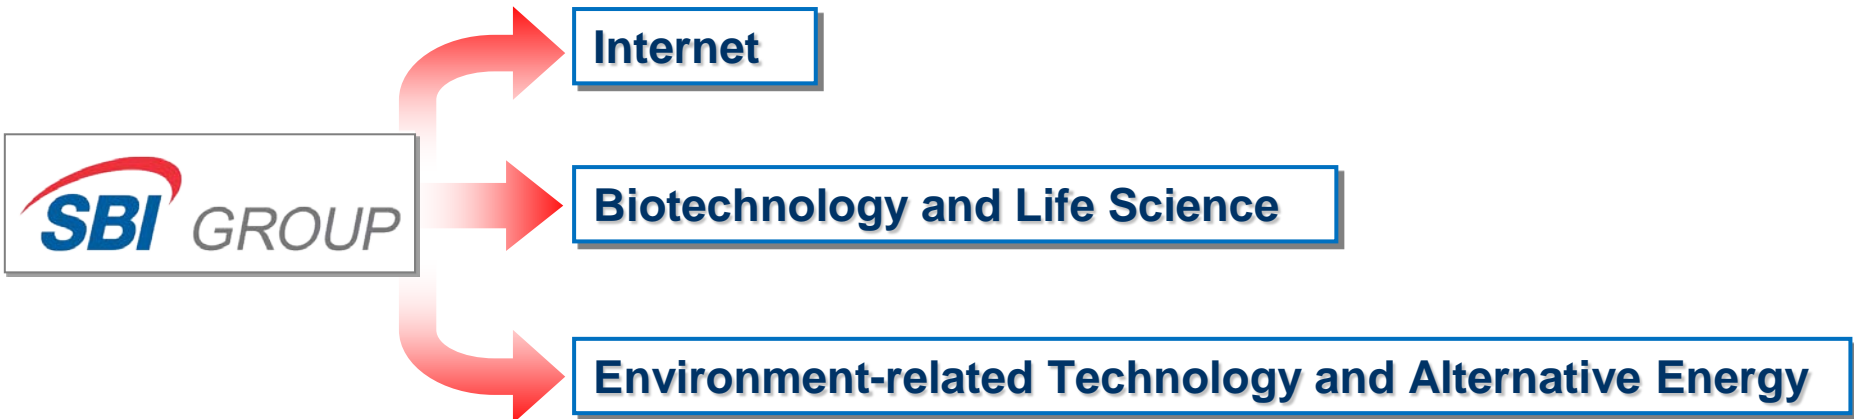 Internet
SBI GROUP
Biotechnology and Life Science
Environment-related Technology and Alternative Energy